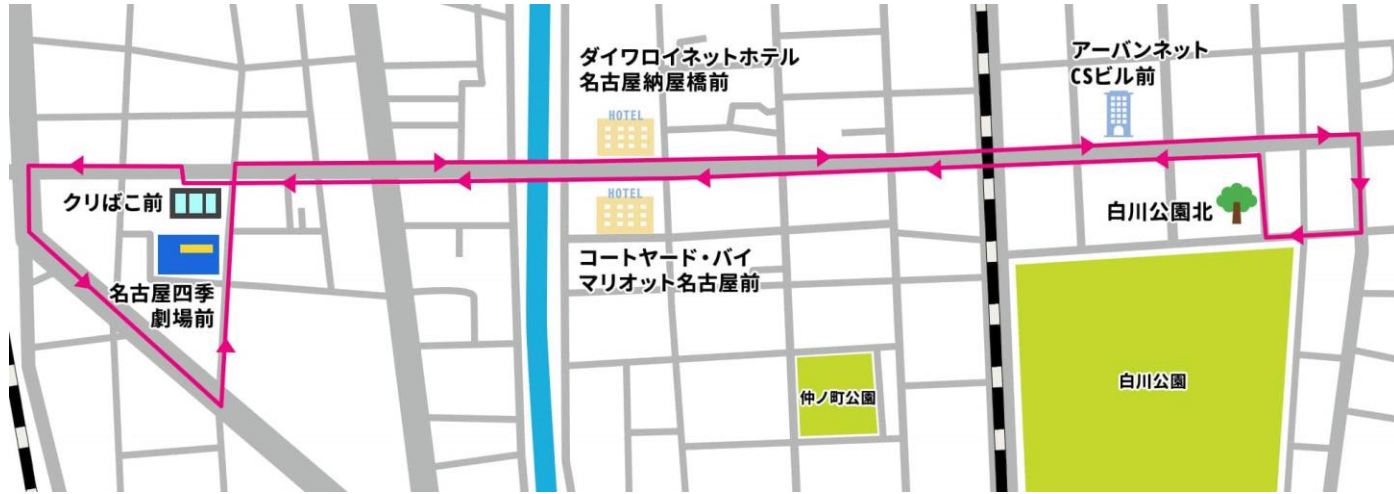 ダイワロイネットホテル
名古屋納屋橋前
HOTEL
アーバンネット
CSビル前
クりばこ前
HOTEL
白川公園北
コートヤード・バイ
マリオット名古屋前
名古屋四季
劇場前
仲ノ町公園
白川公園